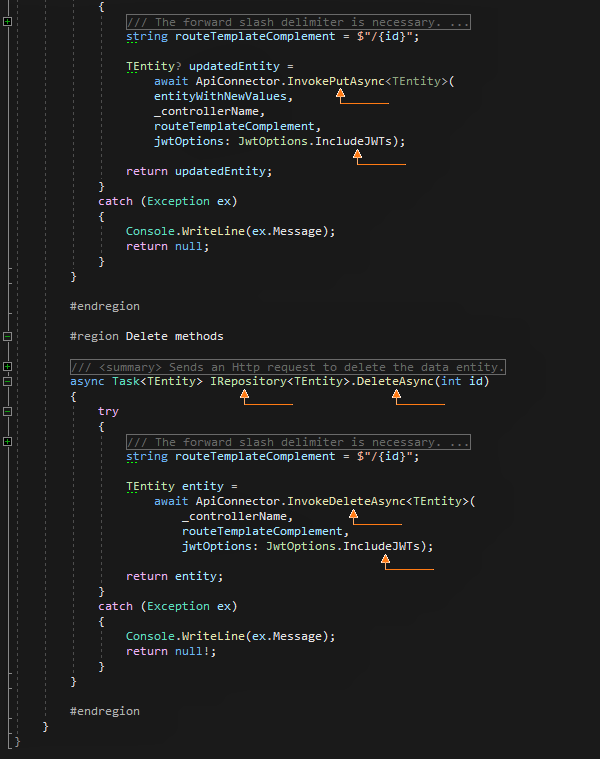 {
/// The forward slash delimiter is necessary. ...
string routeTemplateComplement = $"/{id}";
TEntity? updatedEntity =
await ApiConnector.InvokePutAsync<TEntity>(
entityWithNewValues,
_controllerName,
routeTemplateComplement,
jwtOptions: JwtOptions.IncludeJWTs);
return updatedEntity;
}
catch (Exception ex)
{
Console.WriteLine(ex.Message);
return null;
}
}
#endregion
#region Delete methods
/// <summary> Sends an Http request to delete the data entity.
async Task<TEntity> IRepository<TEntity>.DeleteAsync(int id)
{
try
{
/// The forward slash delimiter is necessary. ...
string routeTemplateComplement = $"/{id}";
TEntity entity =
await ApiConnector.InvokeDeleteAsync<TEntity>(
_controllerName,
routeTemplateComplement,
jwtOptions: JwtOptions.IncludeJWTs);
return entity;
}
catch (Exception ex)
{
Console.WriteLine(ex.Message);
return null!;
}
}
#endregion
}
}